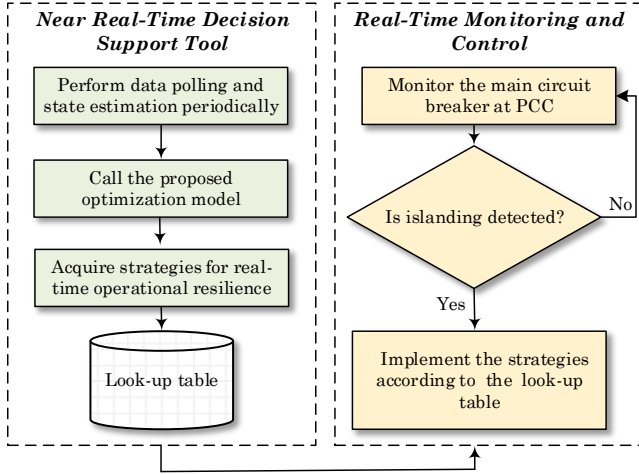 Near Real-Time Decision
Support Tool
Perform data polling and
state estimation periodically
Call the proposed
optimization model
Acquire strategies for real-
time operational resilience
Look-up table
Real-Time Monitoring and
Control
Monitor the main circuit
breaker at PCC
Is islanding detected?
No
Yes
Implement the strategies
according to the look-up
table